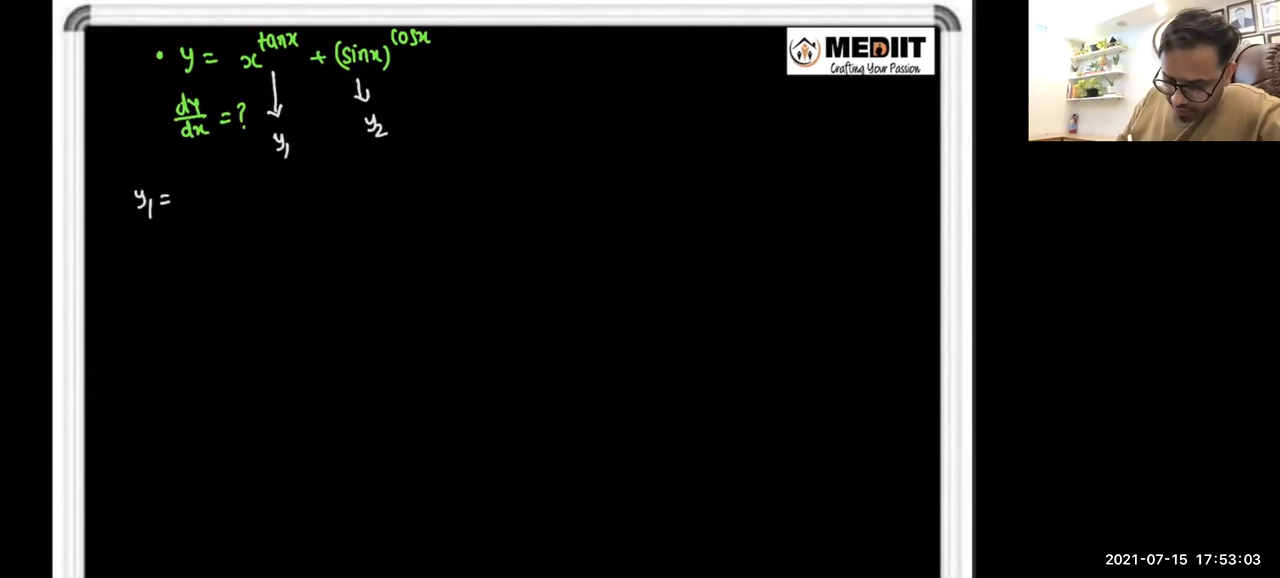 • y = x^tanx + (sinx)^cosx
dy/dx = ?
↓ y₁
↓ y₂
y₁ =
MEDIIT
Crafting Your Passion
2021-07-15 17:53:03